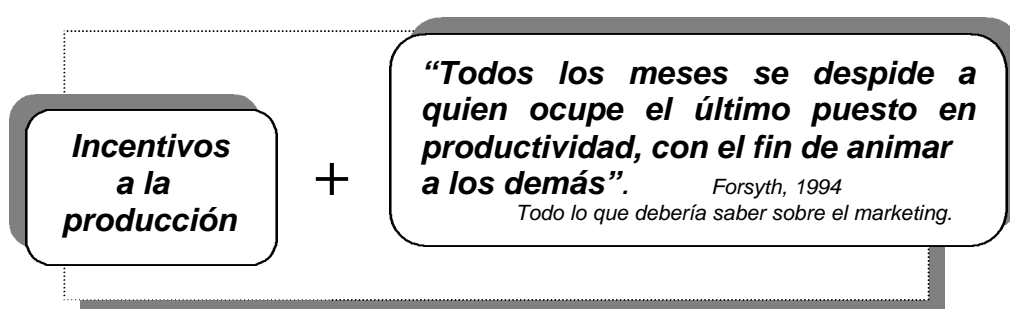 Incentivos
a la
producción
+
“Todos los meses se despide a
quien ocupe el último puesto en
productividad, con el fin de animar
a los demás”. Forsyth, 1994
Todo lo que debería saber sobre el marketing.